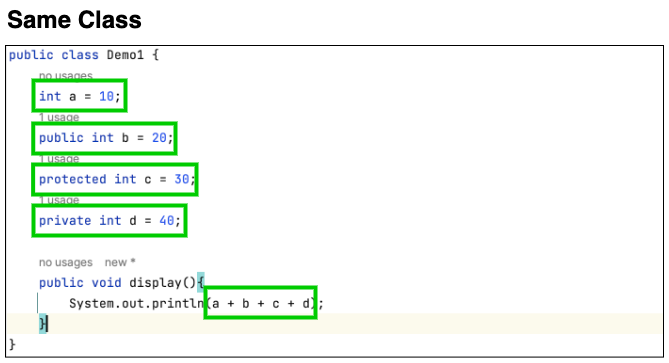 Same Class
public class Demo1 {
no usages
int a = 10;
1 usage
public int b = 20;
1 usage
protected int c = 30;
1 usage
private int d = 40;
no usages new *
public void display(){
System.out.println(a + b + c + d);
}
}